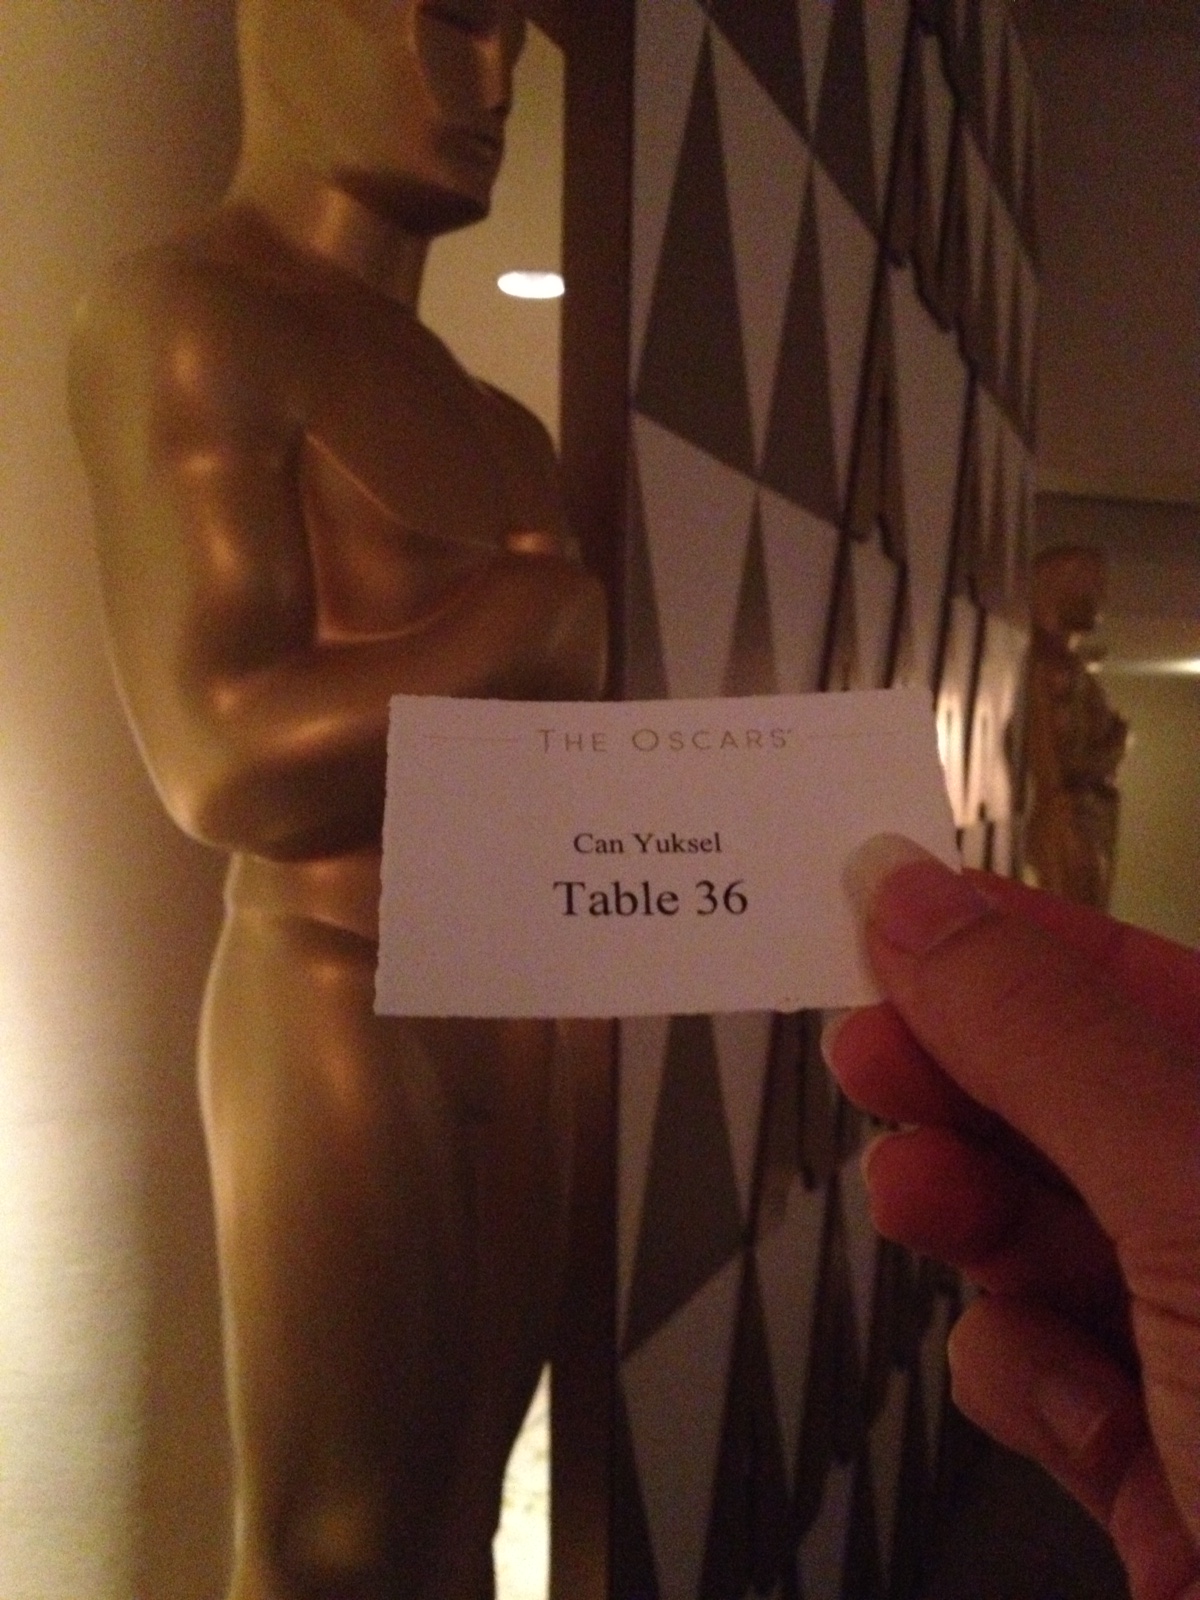 THE OSCARS®
Can Yuksel
Table 36